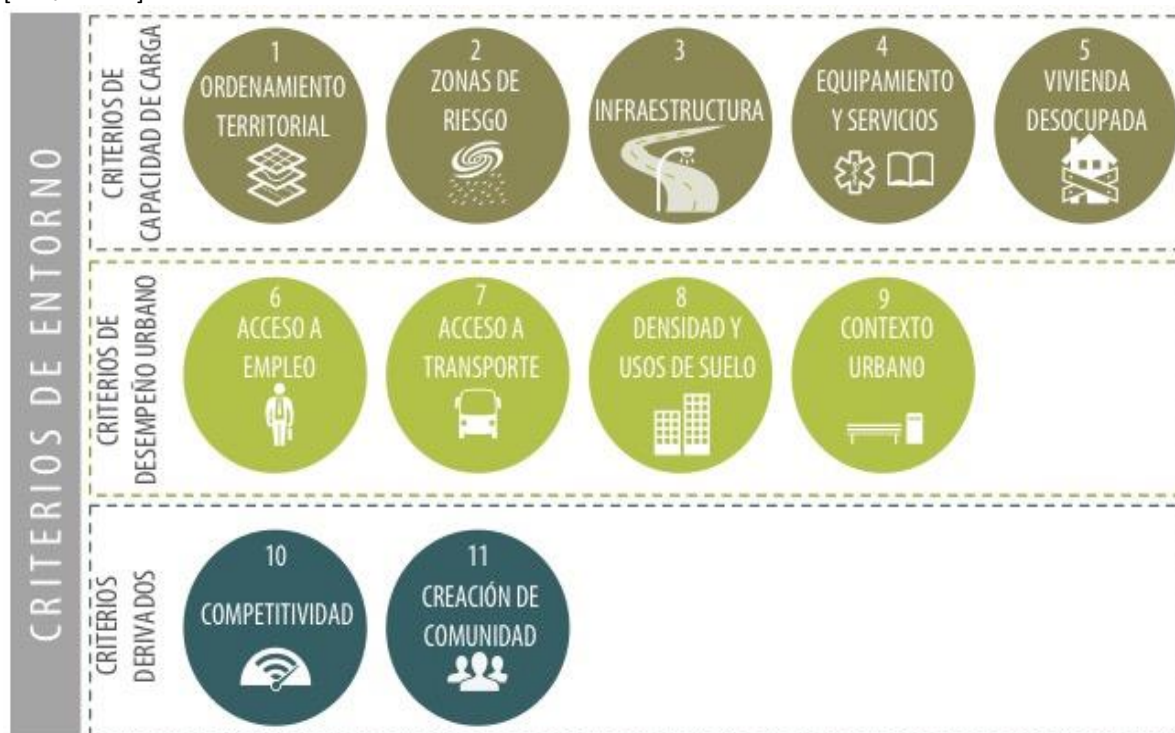 CRITERIOS DE ENTORNO
CRITERIOS DE
CAPACIDAD DE CARGA
1
ORDENAMIENTO
TERRITORIAL
2
ZONAS DE
RIESGO
3
INFRAESTRUCTURA
4
EQUIPAMIENTO
Y SERVICIOS
5
VIVIENDA
DESOCUPADA
CRITERIOS DE
DESEMPEÑO URBANO
6
ACCESO A
EMPLEO
7
ACCESO A
TRANSPORTE
8
DENSIDAD Y
USOS DE SUELO
9
CONTEXTO
URBANO
CRITERIOS
DERIVADOS
10
COMPETITIVIDAD
11
CREACIÓN DE
COMUNIDAD